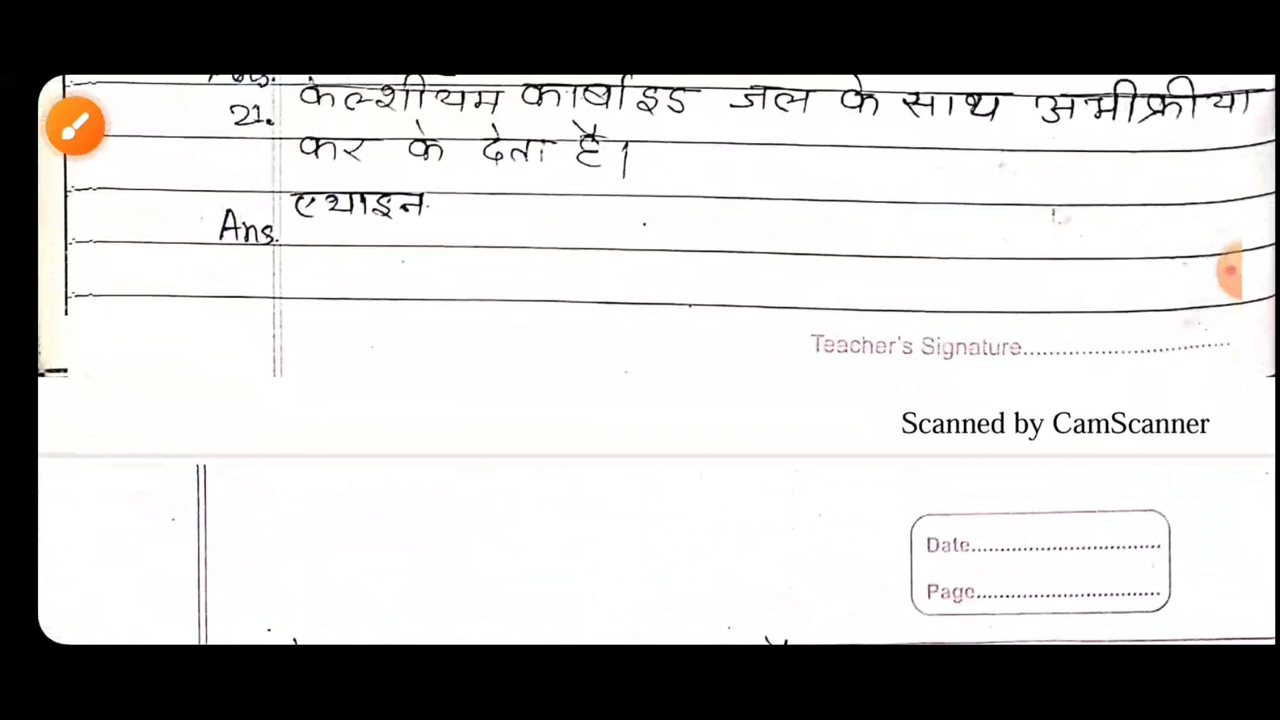 21. केल्शीयम कार्बाइड जल के साथ अभीक्रीया
कर के देता है।
Ans. एथाइन
Teacher's Signature
Scanned by CamScanner
Date
Page